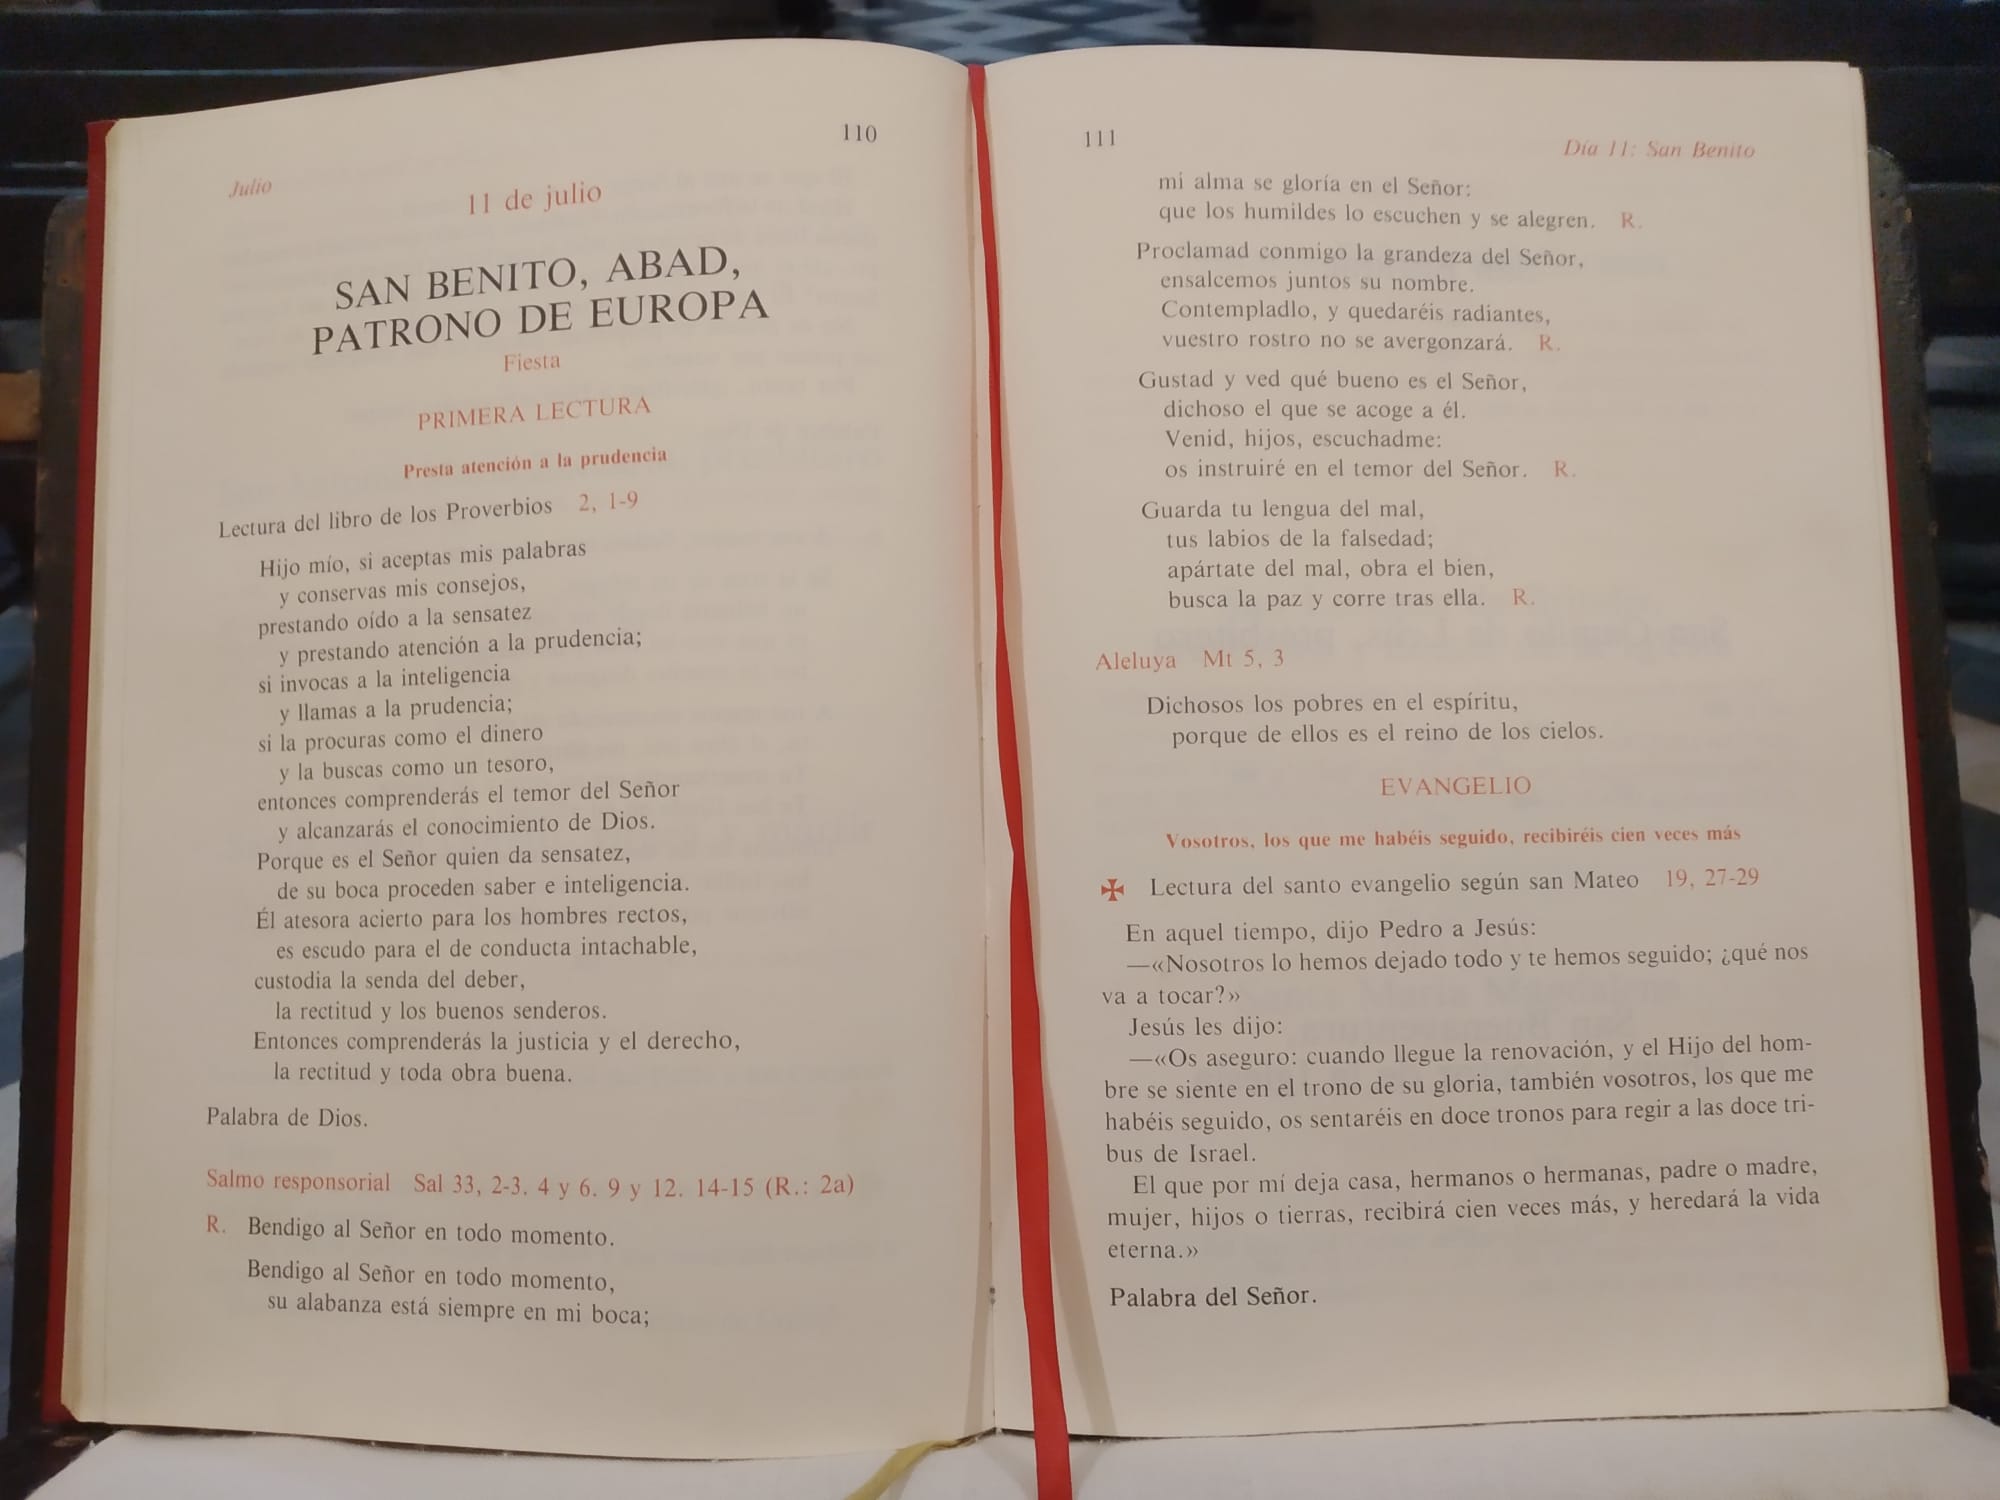 110
Julio
11 de julio
SAN BENITO, ABAD,
PATRONO DE EUROPA
Fiesta
PRIMERA LECTURA
Presta atención a la prudencia
Lectura del libro de los Proverbios 2, 1-9
Hijo mío, si aceptas mis palabras
y conservas mis consejos,
prestando oído a la sensatez
y prestando atención a la prudencia;
si invocas a la inteligencia
y llamas a la prudencia;
si la procuras como el dinero
y la buscas como un tesoro,
entonces comprenderás el temor del Señor
y alcanzarás el conocimiento de Dios.
Porque es el Señor quien da sensatez,
de su boca proceden saber e inteligencia.
Él atesora acierto para los hombres rectos,
es escudo para el de conducta intachable,
custodia la senda del deber,
la rectitud y los buenos senderos.
Entonces comprenderás la justicia y el derecho,
la rectitud y toda obra buena.
Palabra de Dios.
Salmo responsorial Sal 33, 2-3. 4 y 6. 9 y 12. 14-15 (R.: 2a)
R. Bendigo al Señor en todo momento.
Bendigo al Señor en todo momento,
su alabanza está siempre en mi boca;
111
Día 11: San Benito
mi alma se gloría en el Señor:
que los humildes lo escuchen y se alegren. R.
Proclamad conmigo la grandeza del Señor,
ensalcemos juntos su nombre.
Contempladlo, y quedaréis radiantes,
vuestro rostro no se avergonzará. R.
Gustad y ved qué bueno es el Señor,
dichoso el que se acoge a él.
Venid, hijos, escuchadme:
os instruiré en el temor del Señor. R.
Guarda tu lengua del mal,
tus labios de la falsedad;
apártate del mal, obra el bien,
busca la paz y corre tras ella. R.
Aleluya Mt 5, 3
Dichosos los pobres en el espíritu,
porque de ellos es el reino de los cielos.
EVANGELIO
Vosotros, los que me habéis seguido, recibiréis cien veces más
✠ Lectura del santo evangelio según san Mateo 19, 27-29
En aquel tiempo, dijo Pedro a Jesús:
—«Nosotros lo hemos dejado todo y te hemos seguido; ¿qué nos
va a tocar?»
Jesús les dijo:
—«Os aseguro: cuando llegue la renovación, y el Hijo del hom-
bre se siente en el trono de su gloria, también vosotros, los que me
habéis seguido, os sentaréis en doce tronos para regir a las doce tri-
bus de Israel.
El que por mí deja casa, hermanos o hermanas, padre o madre,
mujer, hijos o tierras, recibirá cien veces más, y heredará la vida
eterna.»
Palabra del Señor.